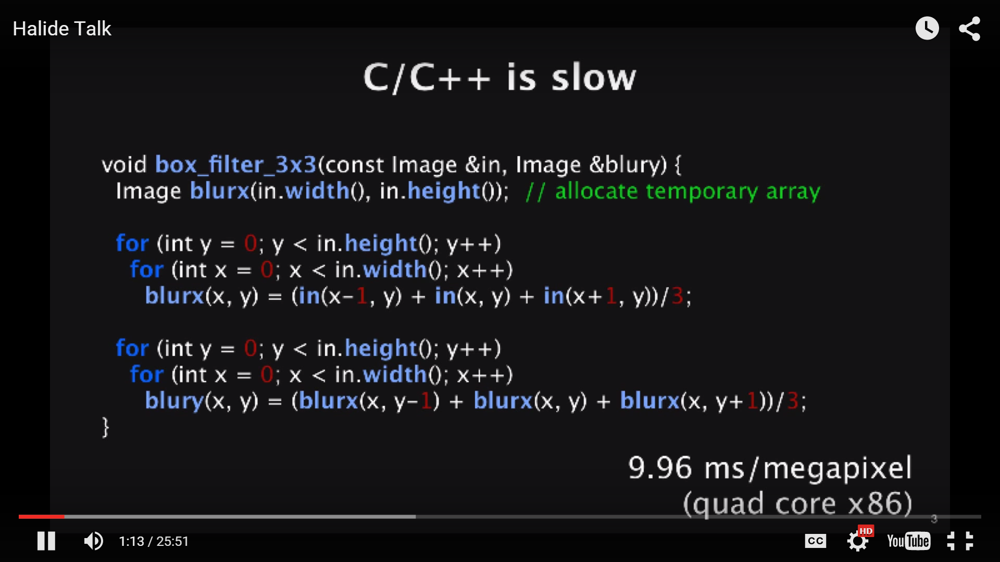 Halide Talk
C/C++ is slow
void box_filter_3x3(const Image &in, Image &blury) {
Image blurx(in.width(), in.height()); // allocate temporary array
for (int y = 0; y < in.height(); y++)
for (int x = 0; x < in.width(); x++)
blurx(x, y) = (in(x-1, y) + in(x, y) + in(x+1, y))/3;
for (int y = 0; y < in.height(); y++)
for (int x = 0; x < in.width(); x++)
blury(x, y) = (blurx(x, y-1) + blurx(x, y) + blurx(x, y+1))/3;
}
9.96 ms/megapixel
(quad core x86)
3
1:13 / 25:51
CC
HD
YouTube